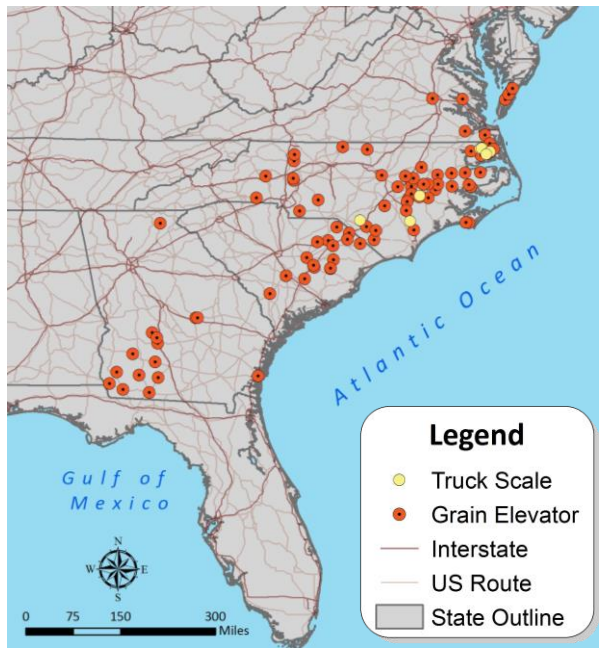 Atlantic Ocean
Gulf of
Mexico
N
W E
S
0 75 150 300
Miles
Legend
Truck Scale
Grain Elevator
Interstate
US Route
State Outline